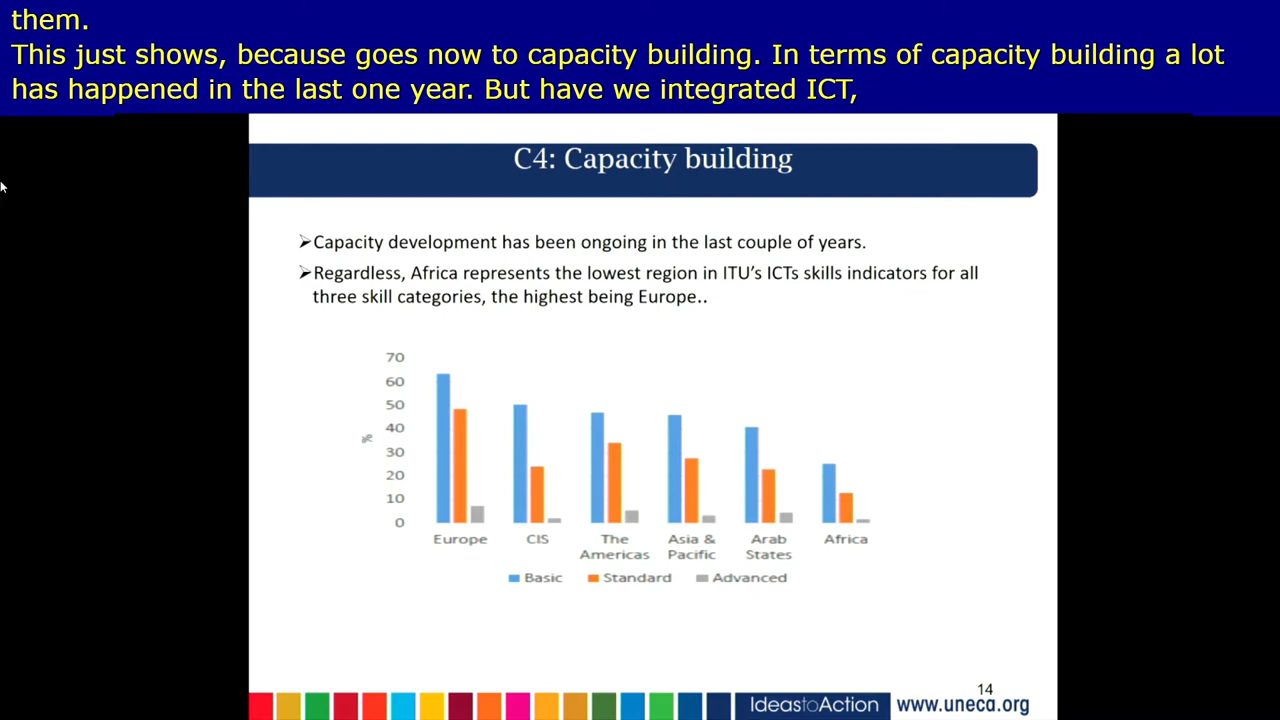 them.
This just shows, because goes now to capacity building. In terms of capacity building a lot
has happened in the last one year. But have we integrated ICT,
C4: Capacity building
➢Capacity development has been ongoing in the last couple of years.
➢Regardless, Africa represents the lowest region in ITU's ICTs skills indicators for all
three skill categories, the highest being Europe..
70
60
50
40
30
20
10
0
%
Europe CIS The Americas Asia & Pacific Arab States Africa
Basic Standard Advanced
14
IdeastoAction www.uneca.org